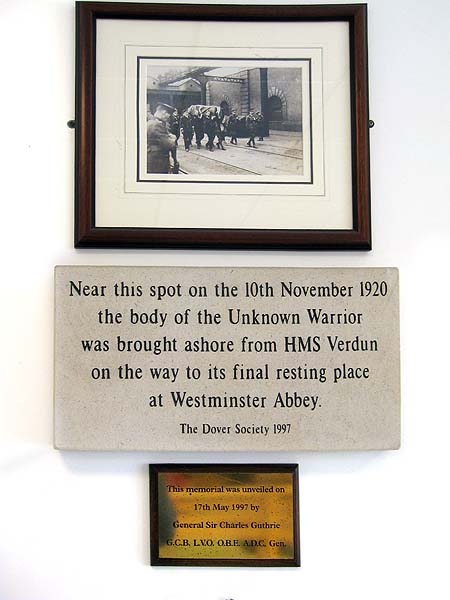 Near this spot on the 10th November 1920
the body of the Unknown Warrior
was brought ashore from HMS Verdun
on the way to its final resting place
at Westminster Abbey.
The Dover Society 1997
This memorial was unveiled on
17th May 1997 by
General Sir Charles Guthrie
G.C.B. L.V.O. O.B.E. A.D.C. Gen.